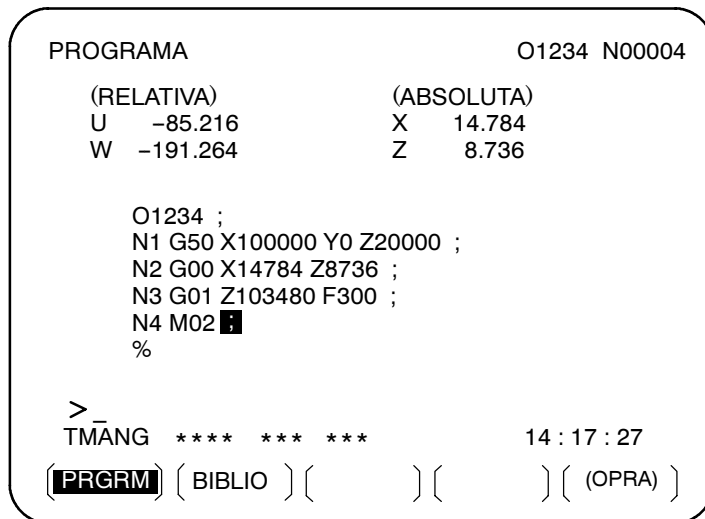 PROGRAMA O1234 N00004
(RELATIVA) (ABSOLUTA)
U −85.216 X 14.784
W −191.264 Z 8.736
O1234 ;
N1 G50 X100000 Y0 Z20000 ;
N2 G00 X14784 Z8736 ;
N3 G01 Z103480 F300 ;
N4 M02 ;
%
>_
TMANG **** *** *** 14 : 17 : 27
PRGRM BIBLIO (OPRA)